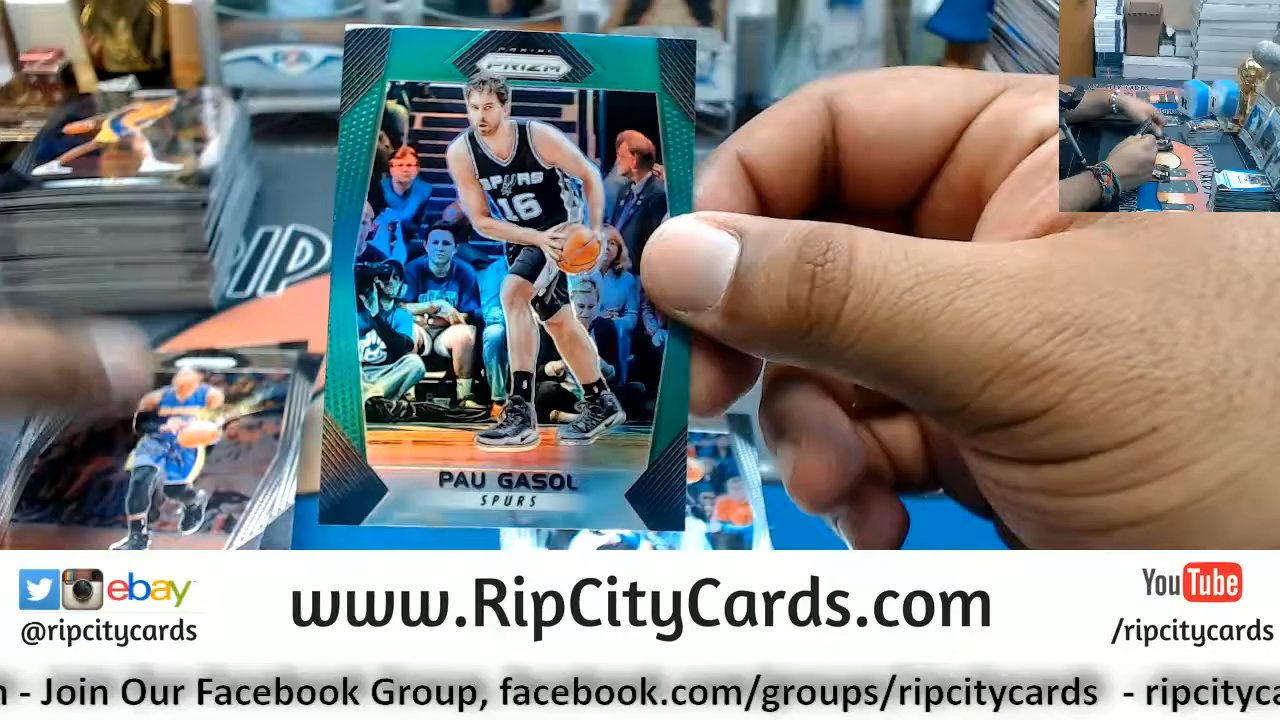 PANINI
PRIZM
SPURS
16
PAU GASOL
SPURS
RIP
ebay
@ripcitycards
www.RipCityCards.com
YouTube
/ripcitycards
- Join Our Facebook Group, facebook.com/groups/ripcitycards - ripcityca